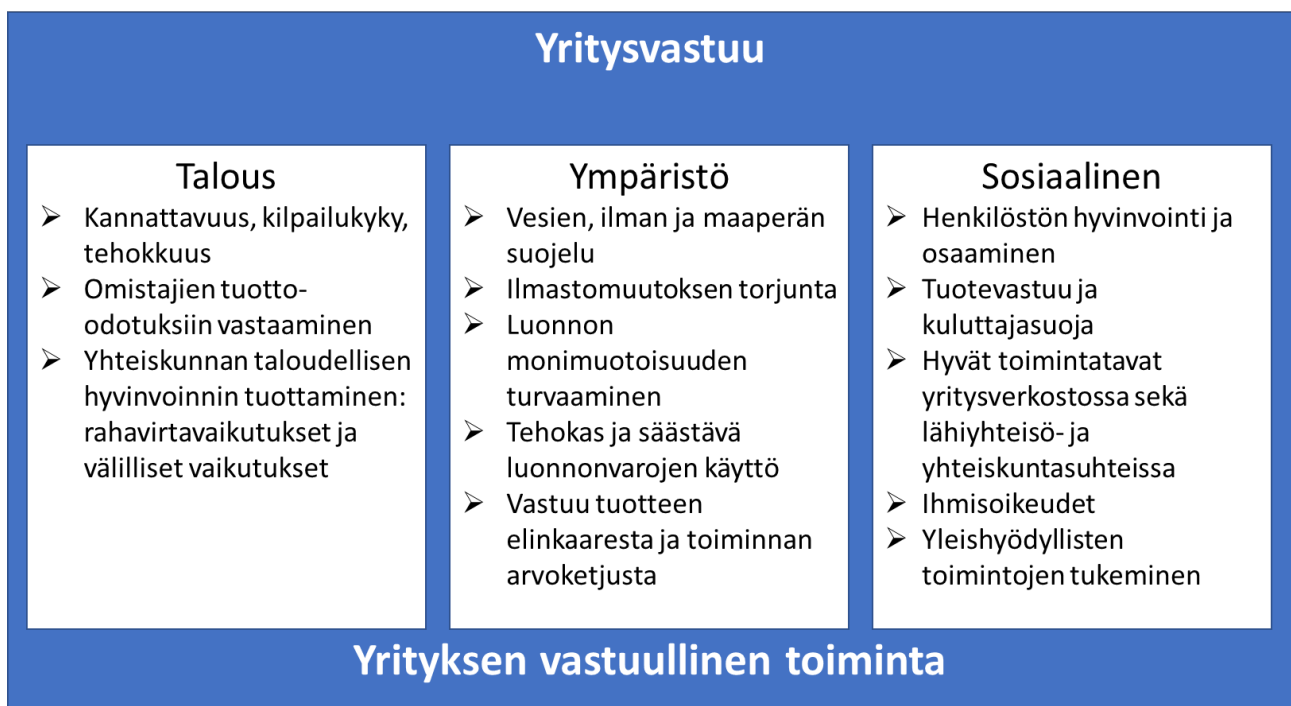 Yritysvastuu
Talous
➢ Kannattavuus, kilpailukyky,
tehokkuus
➢ Omistajien tuotto-
odotuksiin vastaaminen
➢ Yhteiskunnan taloudellisen
hyvinvoinnin tuottaminen:
rahavirtavaikutukset ja
välilliset vaikutukset
Ympäristö
➢ Vesien, ilman ja maaperän
suojelu
➢ Ilmastomuutoksen torjunta
➢ Luonnon
monimuotoisuuden
turvaaminen
➢ Tehokas ja säästävä
luonnonvarojen käyttö
➢ Vastuu tuotteen
elinkaaresta ja toiminnan
arvoketjusta
Sosiaalinen
➢ Henkilöstön hyvinvointi ja
osaaminen
➢ Tuotevastuu ja
kuluttajasuoja
➢ Hyvät toimintatavat
yritysverkostossa sekä
lähiyhteisö- ja
yhteiskuntasuhteissa
➢ Ihmisoikeudet
➢ Yleishyödyllisten
toimintojen tukeminen
Yrityksen vastuullinen toiminta